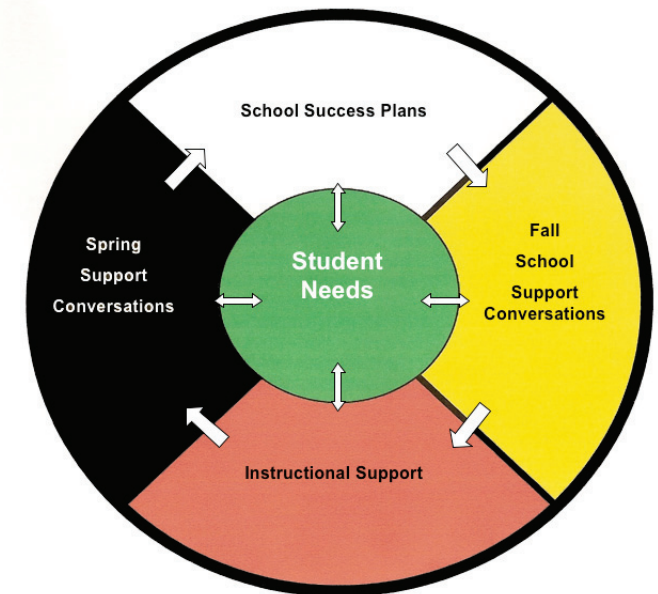 School Success Plans
Student
Needs
Spring
Support
Conversations
Fall
School
Support
Conversations
Instructional Support